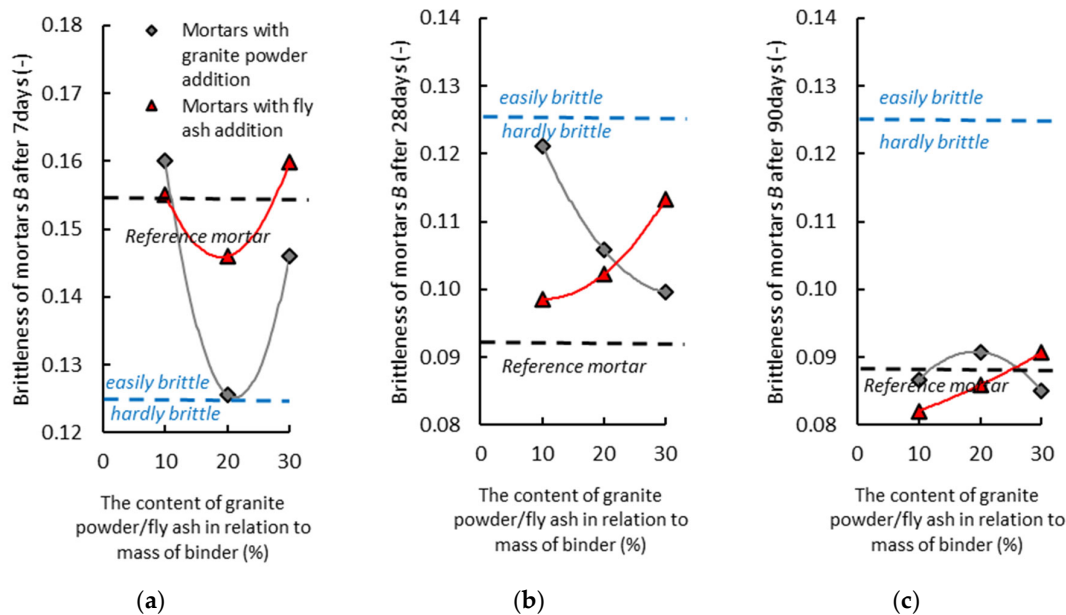 Brittleness of mortars B after 7days (-)
0.18
0.17
0.16
0.15
0.14
0.13
0.12
0
10
20
30
Mortars with
granite powder
addition
Mortars with fly
ash addition
Reference mortar
easily brittle
hardly brittle
The content of granite
powder/fly ash in relation to
mass of binder (%)
(a)
Brittleness of mortars B after 28days (-)
0.14
0.13
0.12
0.11
0.10
0.09
0.08
0
10
20
30
easily brittle
hardly brittle
Reference mortar
The content of granite
powder/fly ash in relation to
mass of binder (%)
(b)
Brittleness of mortars B after 90days (-)
0.14
0.13
0.12
0.11
0.10
0.09
0.08
0
10
20
30
easily brittle
hardly brittle
Reference mortar
The content of granite
powder/fly ash in relation to
mass of binder (%)
(c)